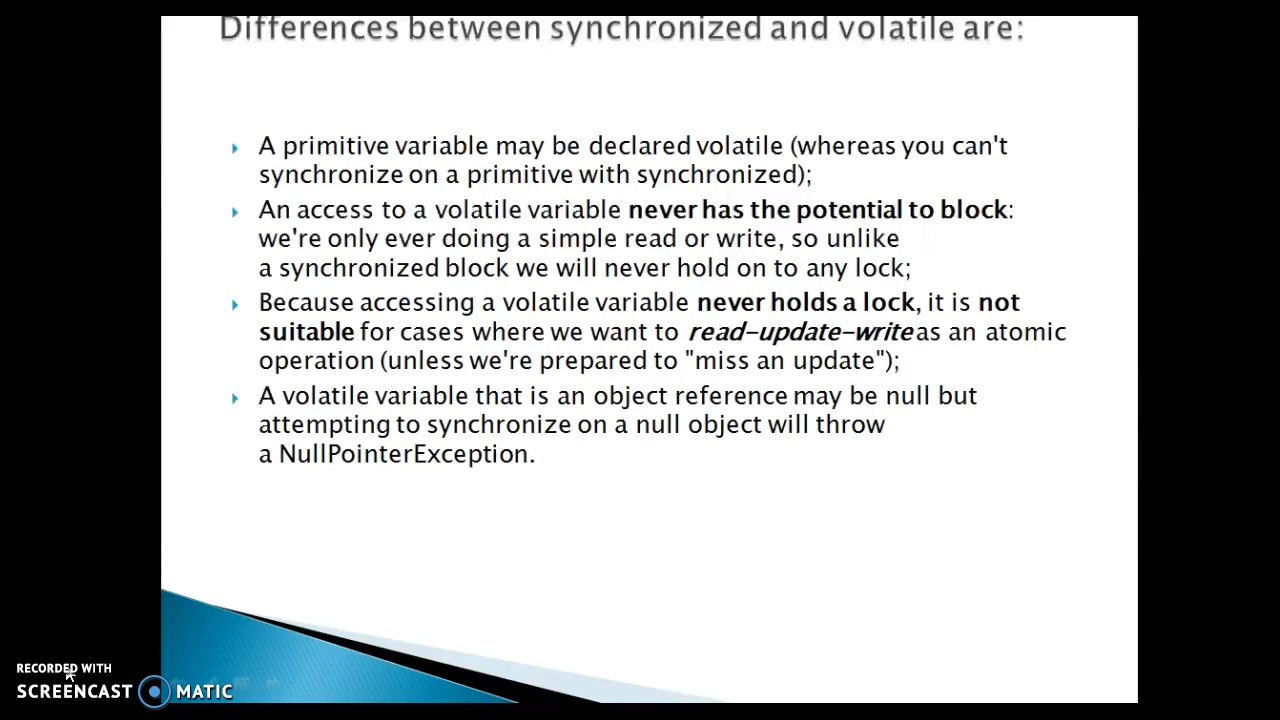 Differences between synchronized and volatile are:
A primitive variable may be declared volatile (whereas you can't
synchronize on a primitive with synchronized);
An access to a volatile variable never has the potential to block:
we're only ever doing a simple read or write, so unlike
a synchronized block we will never hold on to any lock;
Because accessing a volatile variable never holds a lock, it is not
suitable for cases where we want to read-update-write as an atomic
operation (unless we're prepared to "miss an update");
A volatile variable that is an object reference may be null but
attempting to synchronize on a null object will throw
a NullPointerException.
RECORDED WITH
SCREENCAST MATIC